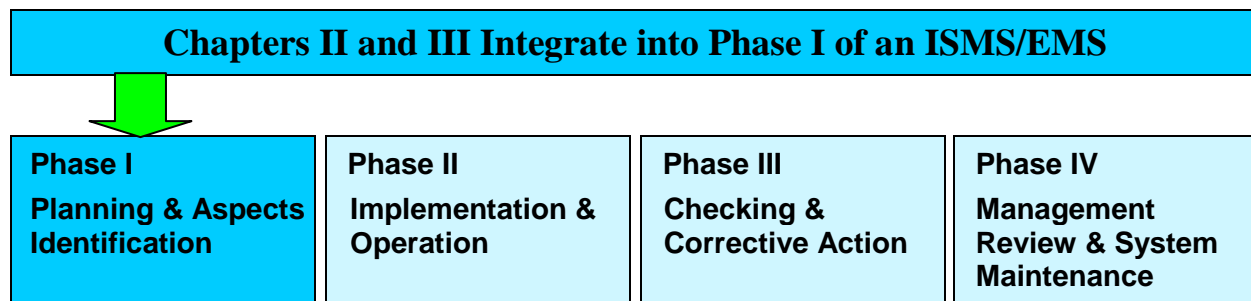 Chapters II and III Integrate into Phase I of an ISMS/EMS
Phase I
Planning & Aspects
Identification
Phase II
Implementation &
Operation
Phase III
Checking &
Corrective Action
Phase IV
Management
Review & System
Maintenance